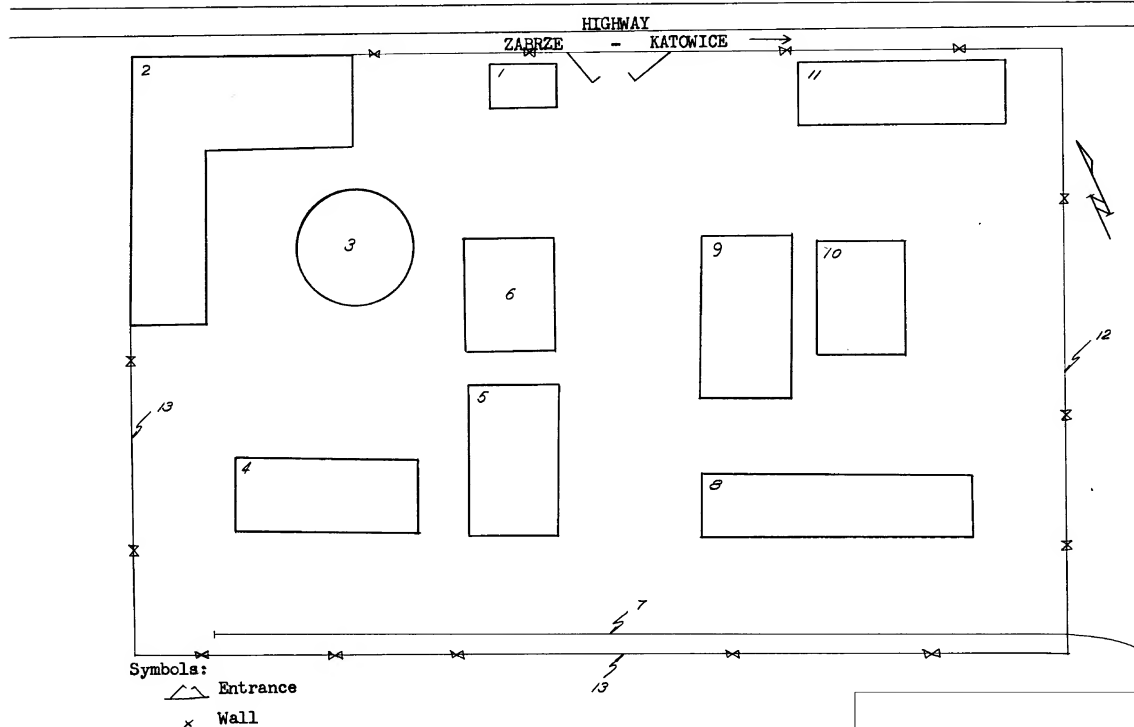 HIGHWAY
ZABRZE - KATOWICE
2
1
11
3
6
9
10
12
13
5
4
8
7
13
Symbols:
Entrance
x Wall